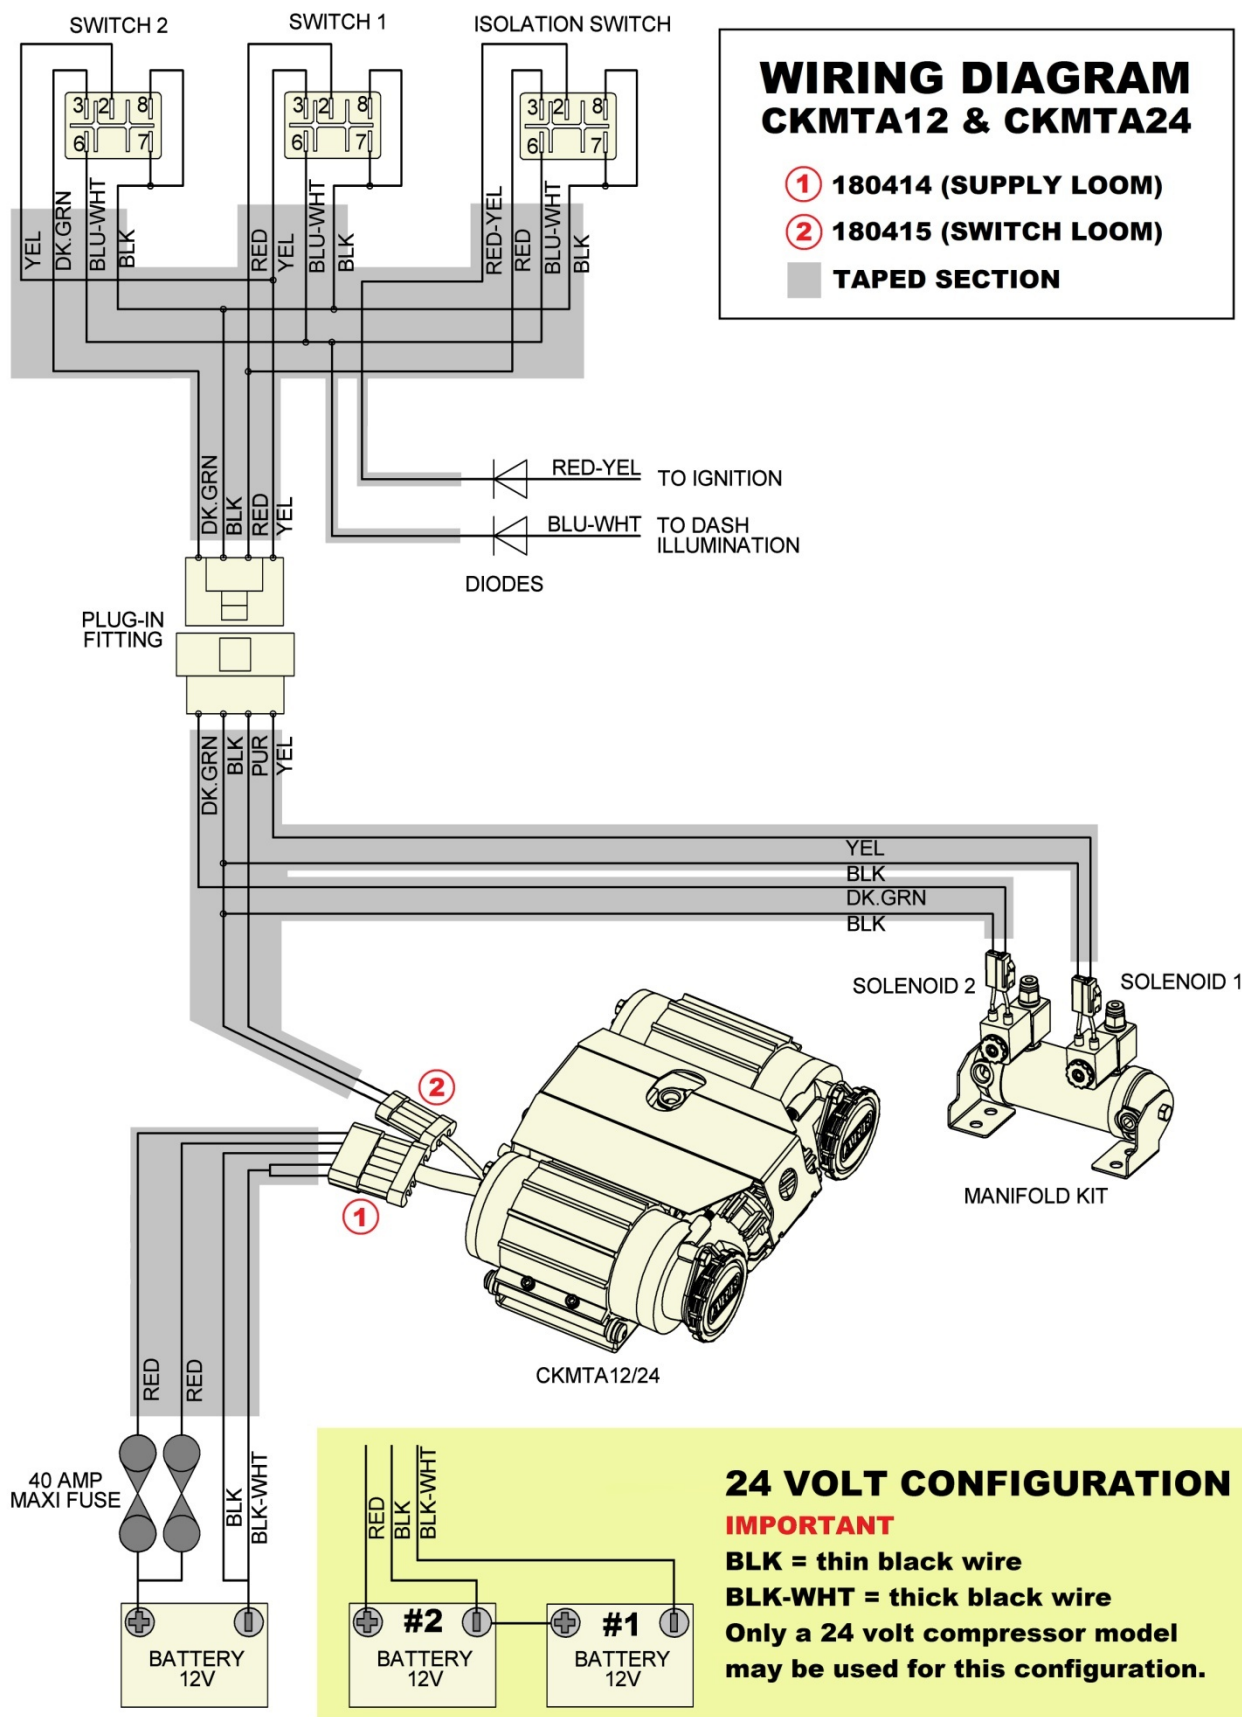 SWITCH 2
SWITCH 1
ISOLATION SWITCH
3 2 8
6 7
3 2 8
6 7
3 2 8
6 7
WIRING DIAGRAM
CKMTA12 & CKMTA24
1 180414 (SUPPLY LOOM)
2 180415 (SWITCH LOOM)
TAPED SECTION
YEL
DK.GRN
BLU-WHT
BLK
RED
YEL
BLU-WHT
BLK
RED-YEL
RED
BLU-WHT
BLK
DK.GRN
BLK
RED
YEL
RED-YEL
TO IGNITION
BLU-WHT
TO DASH
ILLUMINATION
DIODES
PLUG-IN
FITTING
DK.GRN
BLK
PUR
YEL
YEL
BLK
DK.GRN
BLK
SOLENOID 2
SOLENOID 1
MANIFOLD KIT
2
1
CKMTA12/24
RED
RED
40 AMP
MAXI FUSE
BLK
BLK-WHT
BATTERY
12V
RED
BLK
BLK-WHT
#2
BATTERY
12V
#1
BATTERY
12V
24 VOLT CONFIGURATION
IMPORTANT
BLK = thin black wire
BLK-WHT = thick black wire
Only a 24 volt compressor model
may be used for this configuration.